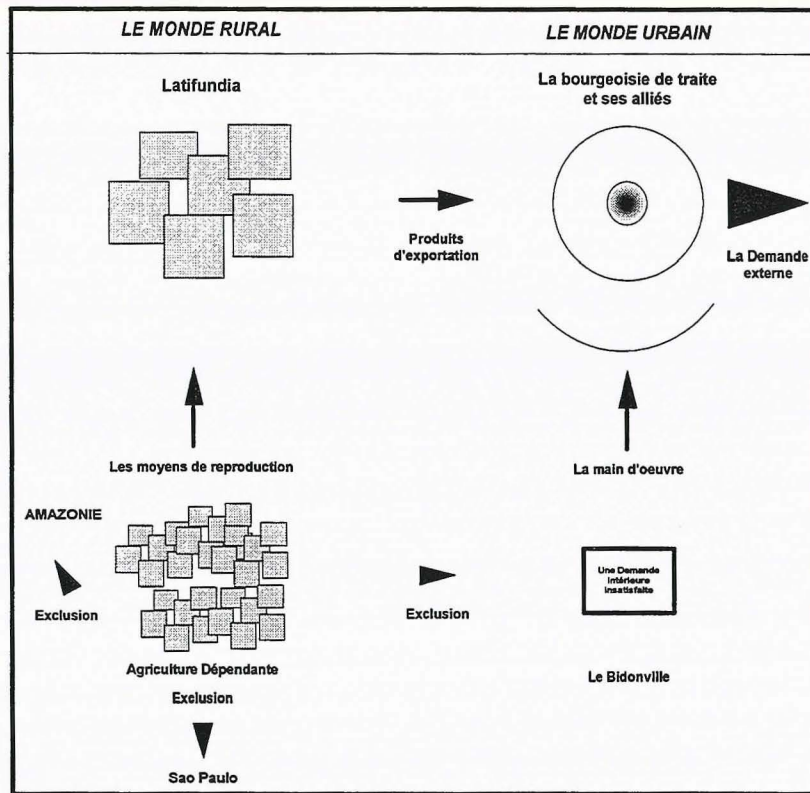 LE MONDE RURAL
LE MONDE URBAIN
Latifundia
La bourgeoisie de traite
et ses alliés
Produits
d'exportation
La Demande
externe
Les moyens de reproduction
La main d'oeuvre
AMAZONIE
Exclusion
Exclusion
Une Demande
Intérieure
Insatisfaite
Agriculture Dépendante
Exclusion
Le Bidonville
Sao Paulo